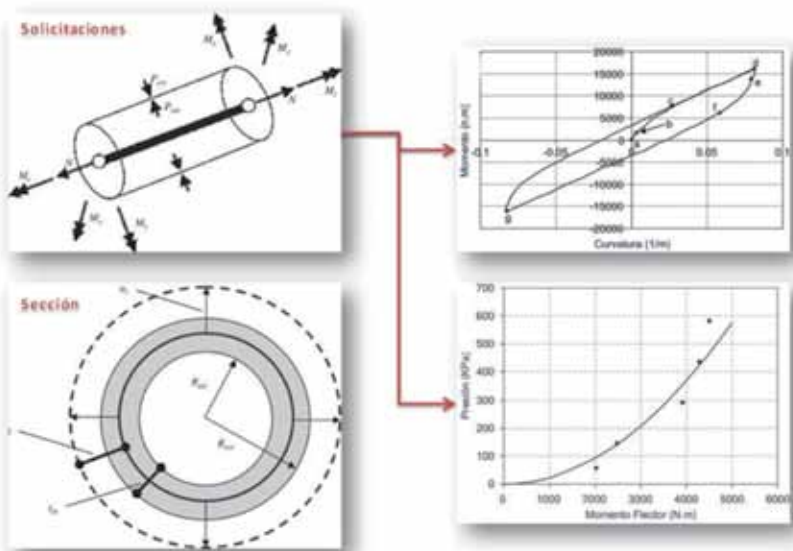 Solicitaciones
N
N
Momento [n.m]
20000
15000
10000
5000
0
-5000
-10000
-15000
-20000
-0.1
-0.05
0
0.05
0.1
a
b
c
d
e
f
g
Curvatura (1/m)
Sección
Presión (KPa)
700
600
500
400
300
200
100
0
0
1000
2000
3000
4000
5000
6000
Momento Flector (N·m)